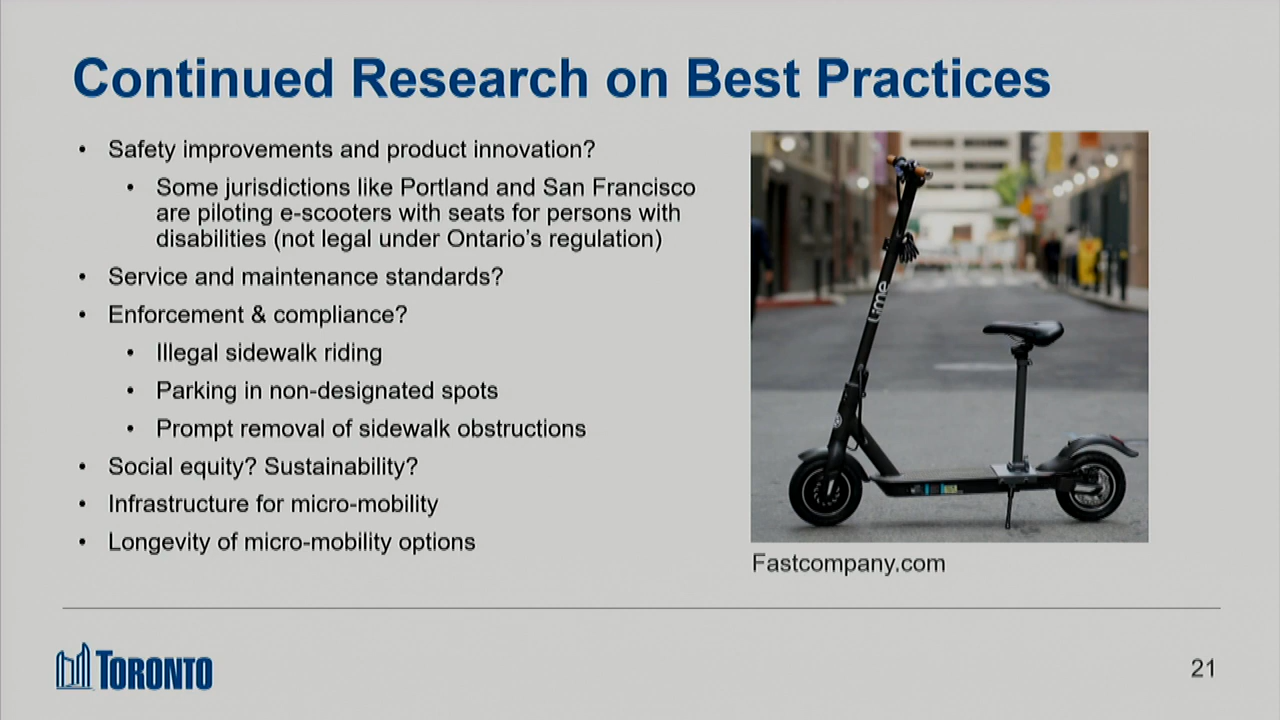 Continued Research on Best Practices
• Safety improvements and product innovation?
• Some jurisdictions like Portland and San Francisco
are piloting e-scooters with seats for persons with
disabilities (not legal under Ontario's regulation)
• Service and maintenance standards?
• Enforcement & compliance?
• Illegal sidewalk riding
• Parking in non-designated spots
• Prompt removal of sidewalk obstructions
• Social equity? Sustainability?
• Infrastructure for micro-mobility
• Longevity of micro-mobility options
Lime
Fastcompany.com
TORONTO
21